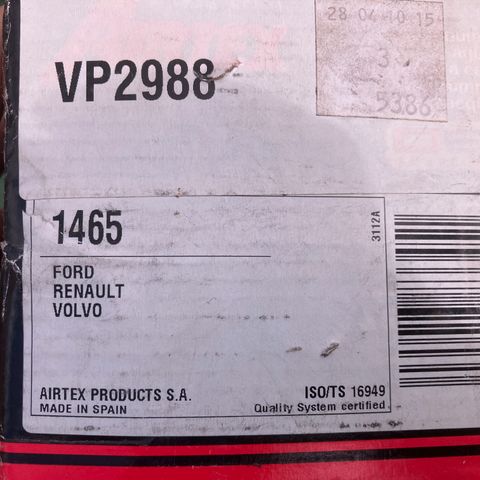 28 04 10 15
3
5386
VP2988
1465
3112A
FORD
RENAULT
VOLVO
AIRTEX PRODUCTS S.A.
MADE IN SPAIN
ISO/TS 16949
Quality System certified